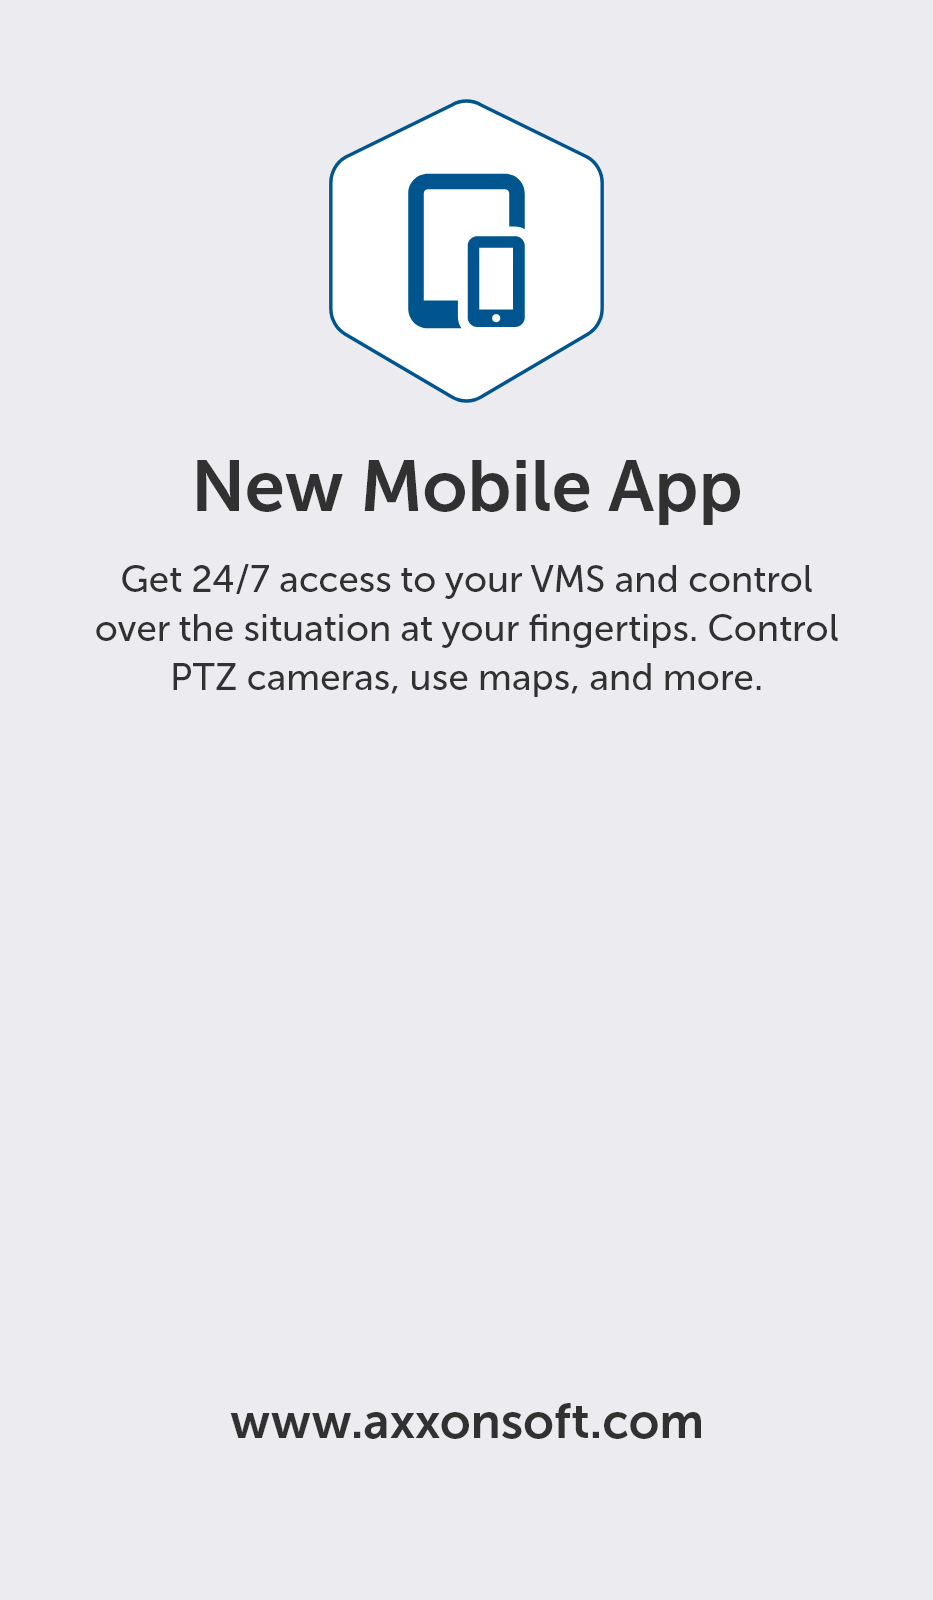 New Mobile App
Get 24/7 access to your VMS and control
over the situation at your fingertips. Control
PTZ cameras, use maps, and more.
www.axxonsoft.com